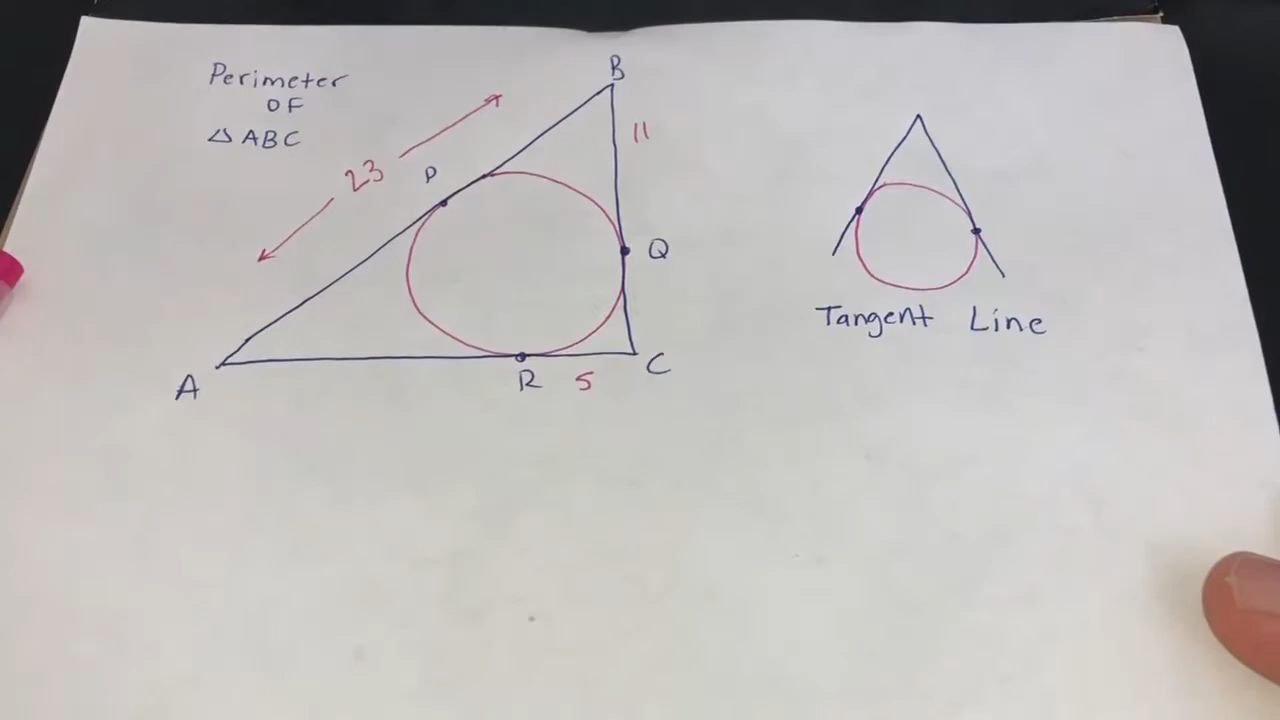 Perimeter
OF
△ABC
B
11
23
P
Q
Tangent Line
A
R
5
C